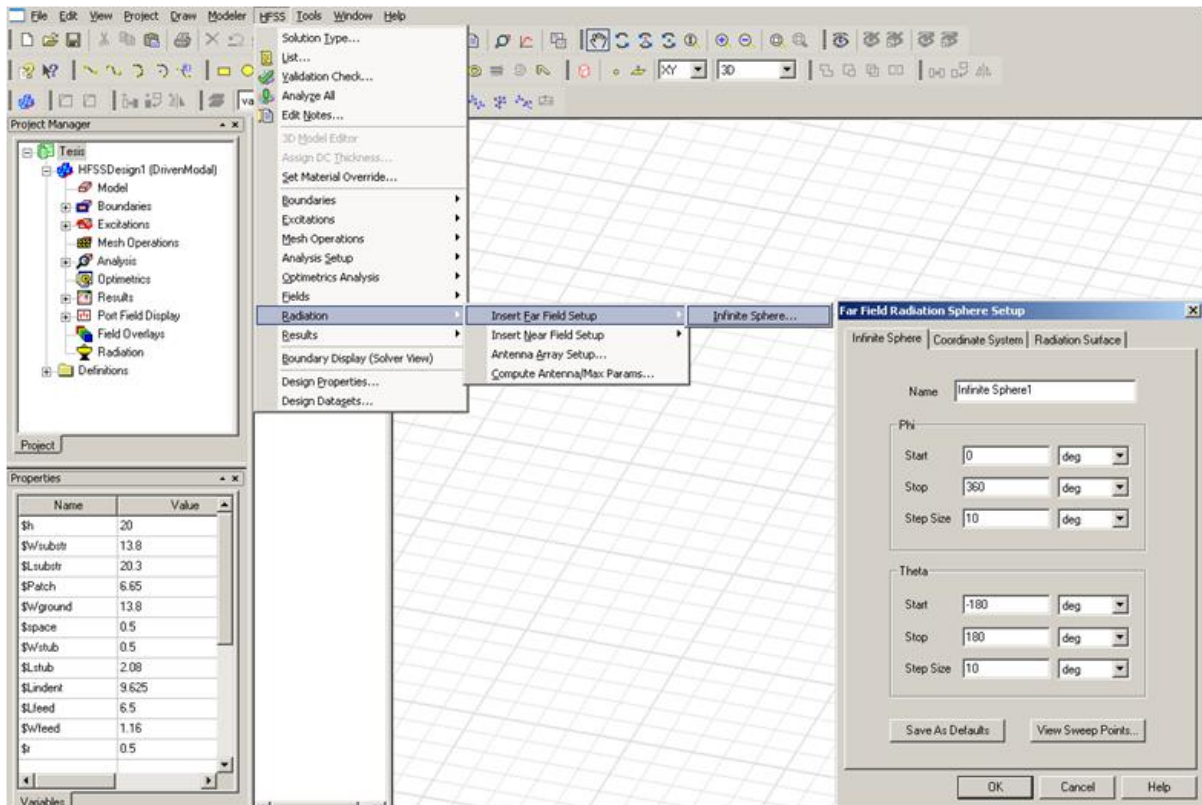 File Edit View Project Draw Modeler HFSS Tools Window Help
XY 3D
Solution Type...
List...
Validation Check...
Analyze All
Edit Notes...
3D Model Editor
Assign DC Thickness...
Set Material Override...
Boundaries
Excitations
Mesh Operations
Analysis Setup
Optimetrics Analysis
Fields
Radiation
Results
Boundary Display (Solver View)
Design Properties...
Design Datasets...
Insert Far Field Setup
Insert Near Field Setup
Antenna Array Setup...
Compute Antenna/Max Params...
Infinite Sphere...
Project Manager
Tesis
HFSSDesign1 (DrivenModal)
Model
Boundaries
Excitations
Mesh Operations
Analysis
Optimetrics
Results
Port Field Display
Field Overlays
Radiation
Definitions
Project
Properties
Name Value
$h 20
$Wsubstr 13.8
$Lsubstr 20.3
$Patch 6.65
$Wground 13.8
$space 0.5
$Wstub 0.5
$Lstub 2.08
$Lindent 9.625
$Lfeed 6.5
$Wfeed 1.16
$r 0.5
Variables
Far Field Radiation Sphere Setup
Infinite Sphere Coordinate System Radiation Surface
Name Infinite Sphere1
Phi
Start 0 deg
Stop 360 deg
Step Size 10 deg
Theta
Start -180 deg
Stop 180 deg
Step Size 10 deg
Save As Defaults View Sweep Points...
OK Cancel Help